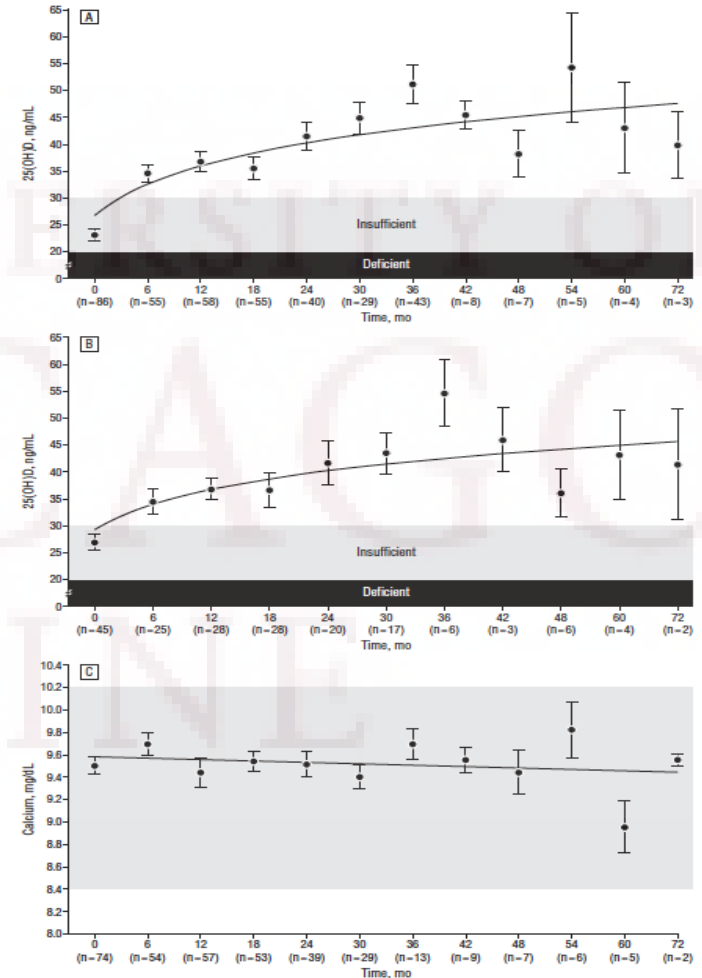 A
65
60
55
50
45
40
35
30
25
20
0
25(OH)D, ng/mL
Insufficient
Deficient
0 6 12 18 24 30 36 42 48 54 60 72
(n=86) (n=55) (n=58) (n=55) (n=40) (n=29) (n=43) (n=8) (n=7) (n=5) (n=4) (n=3)
Time, mo
B
65
60
55
50
45
40
35
30
25
20
0
25(OH)D, ng/mL
Insufficient
Deficient
0 6 12 18 24 30 36 42 48 60 72
(n=45) (n=25) (n=28) (n=28) (n=20) (n=17) (n=6) (n=3) (n=6) (n=4) (n=2)
Time, mo
C
10.4
10.2
9.8
9.6
9.4
9.2
9.0
8.8
8.6
8.4
8.2
8.0
Calcium, mg/dL
0 6 12 18 24 30 36 42 48 54 60 72
(n=74) (n=54) (n=57) (n=53) (n=39) (n=29) (n=13) (n=9) (n=7) (n=6) (n=5) (n=2)
Time, mo